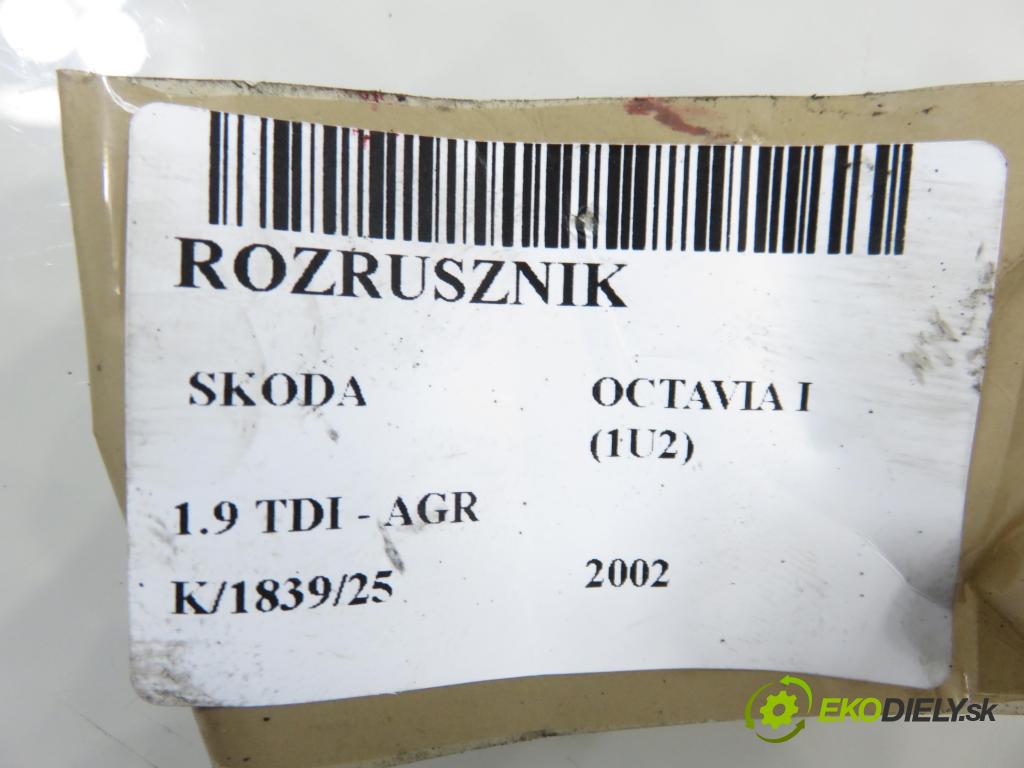 ROZRUSZNIK
SKODA OCTAVIA I
(1U2)
1.9 TDI - AGR
K/1839/25 2002
EKODIELY.sk